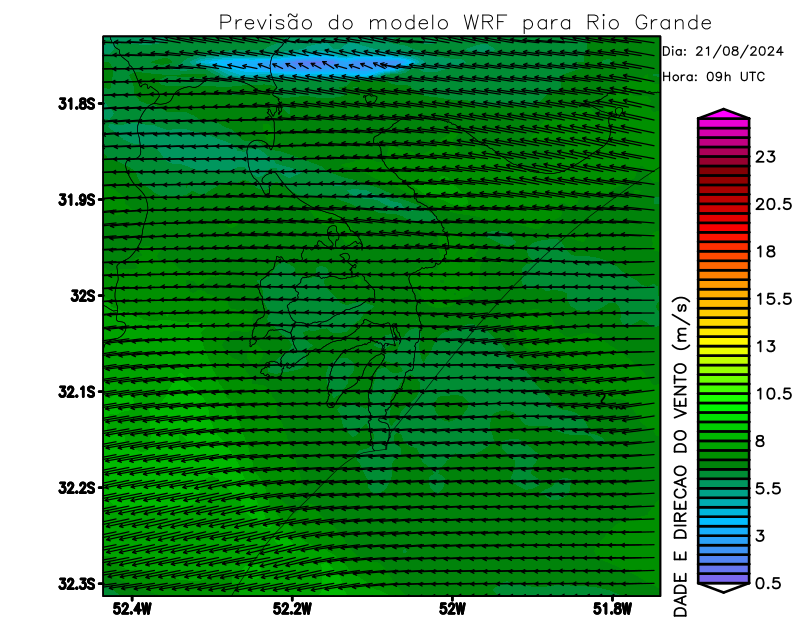 Previsão do modelo WRF para Rio Grande
Dia: 21/08/2024
Hora: 09h UTC
31.8S
31.9S
32S
32.1S
32.2S
32.3S
52.4W
52.2W
52W
51.8W
23
20.5
18
15.5
13
10.5
8
5.5
3
0.5
DADE E DIRECAO DO VENTO (m/s)